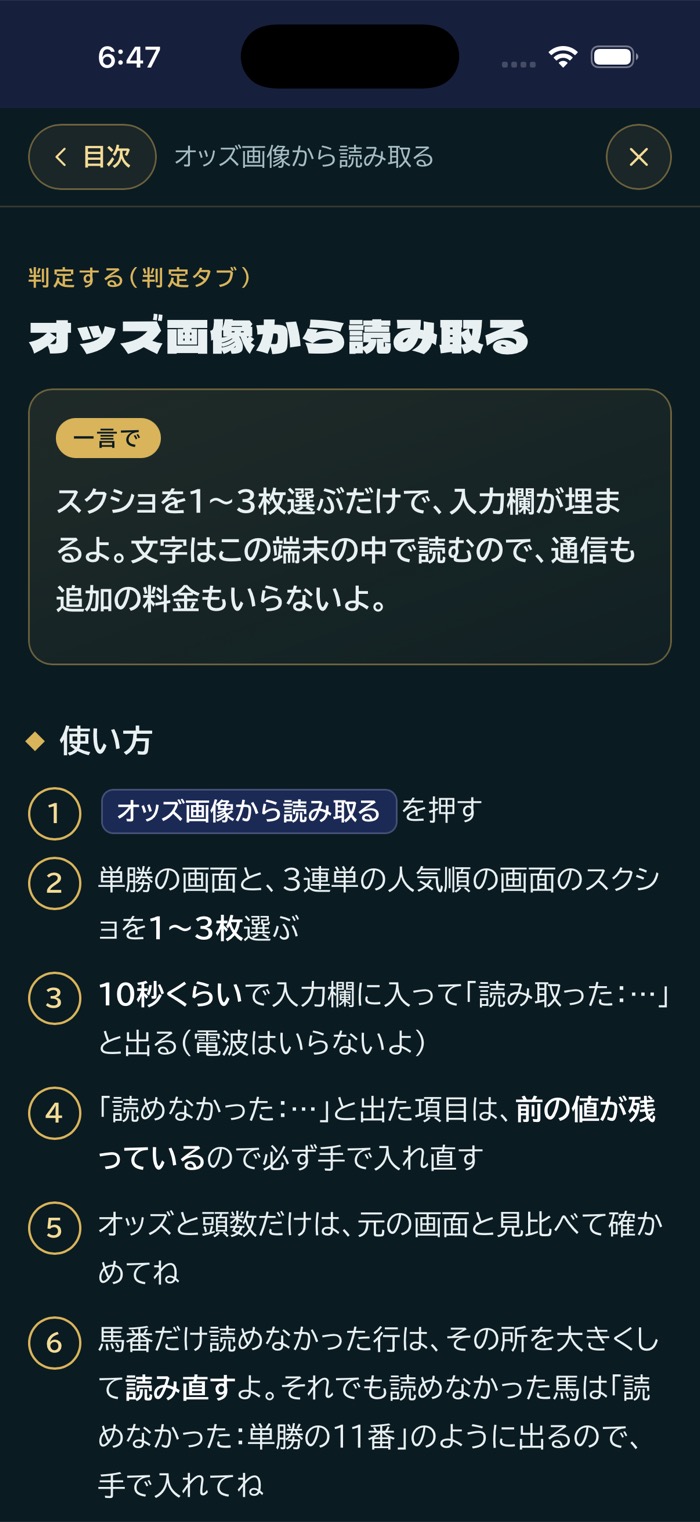 6:47
目次
オッズ画像から読み取る
判定する(判定タブ)
オッズ画像から読み取る
一言で
スクショを1〜3枚選ぶだけで、入力欄が埋ま
るよ。文字はこの端末の中で読むので、通信も
追加の料金もいらないよ。
使い方
1 オッズ画像から読み取る を押す
2 単勝の画面と、3連単の人気順の画面のスクシ
ョを1〜3枚選ぶ
3 10秒くらいで入力欄に入って「読み取った:…」
と出る(電波はいらないよ)
4 「読めなかった:…」と出た項目は、前の値が残
っているので必ず手で入れ直す
5 オッズと頭数だけは、元の画面と見比べて確か
めてね
6 馬番だけ読めなかった行は、その所を大きくし
て読み直すよ。それでも読めなかった馬は「読
めなかった:単勝の11番」のように出るので、
手で入れてね